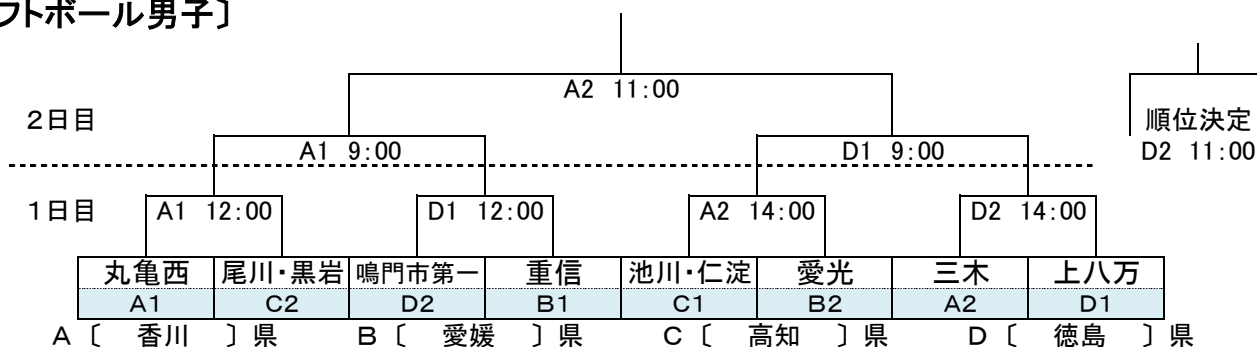 フトボール男子〕
A2 11:00
2日目
順位決定
A1 9:00 D1 9:00 D2 11:00
1日目 A1 12:00 D1 12:00 A2 14:00 D2 14:00
丸亀西 尾川・黒岩 鳴門市第一 重信 池川・仁淀 愛光 三木 上八万
A1 C2 D2 B1 C1 B2 A2 D1
A〔 香川 〕県 B〔 愛媛 〕県 C〔 高知 〕県 D〔 徳島 〕県